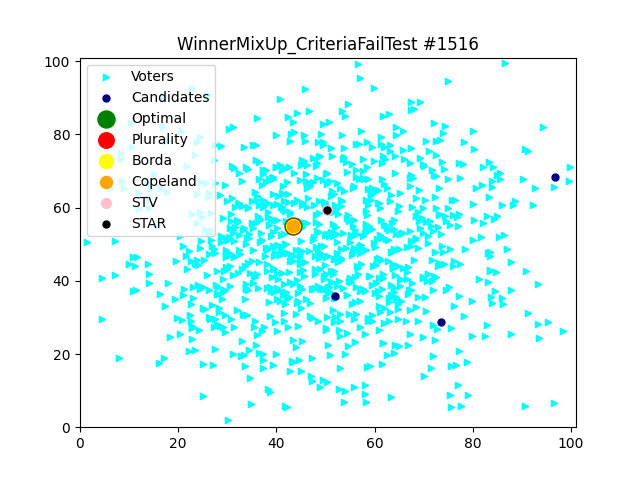 WinnerMixUp_CriteriaFailTest #1516
Voters
Candidates
Optimal
Plurality
Borda
Copeland
STV
STAR
100
80
60
40
20
0
0 20 40 60 80 100